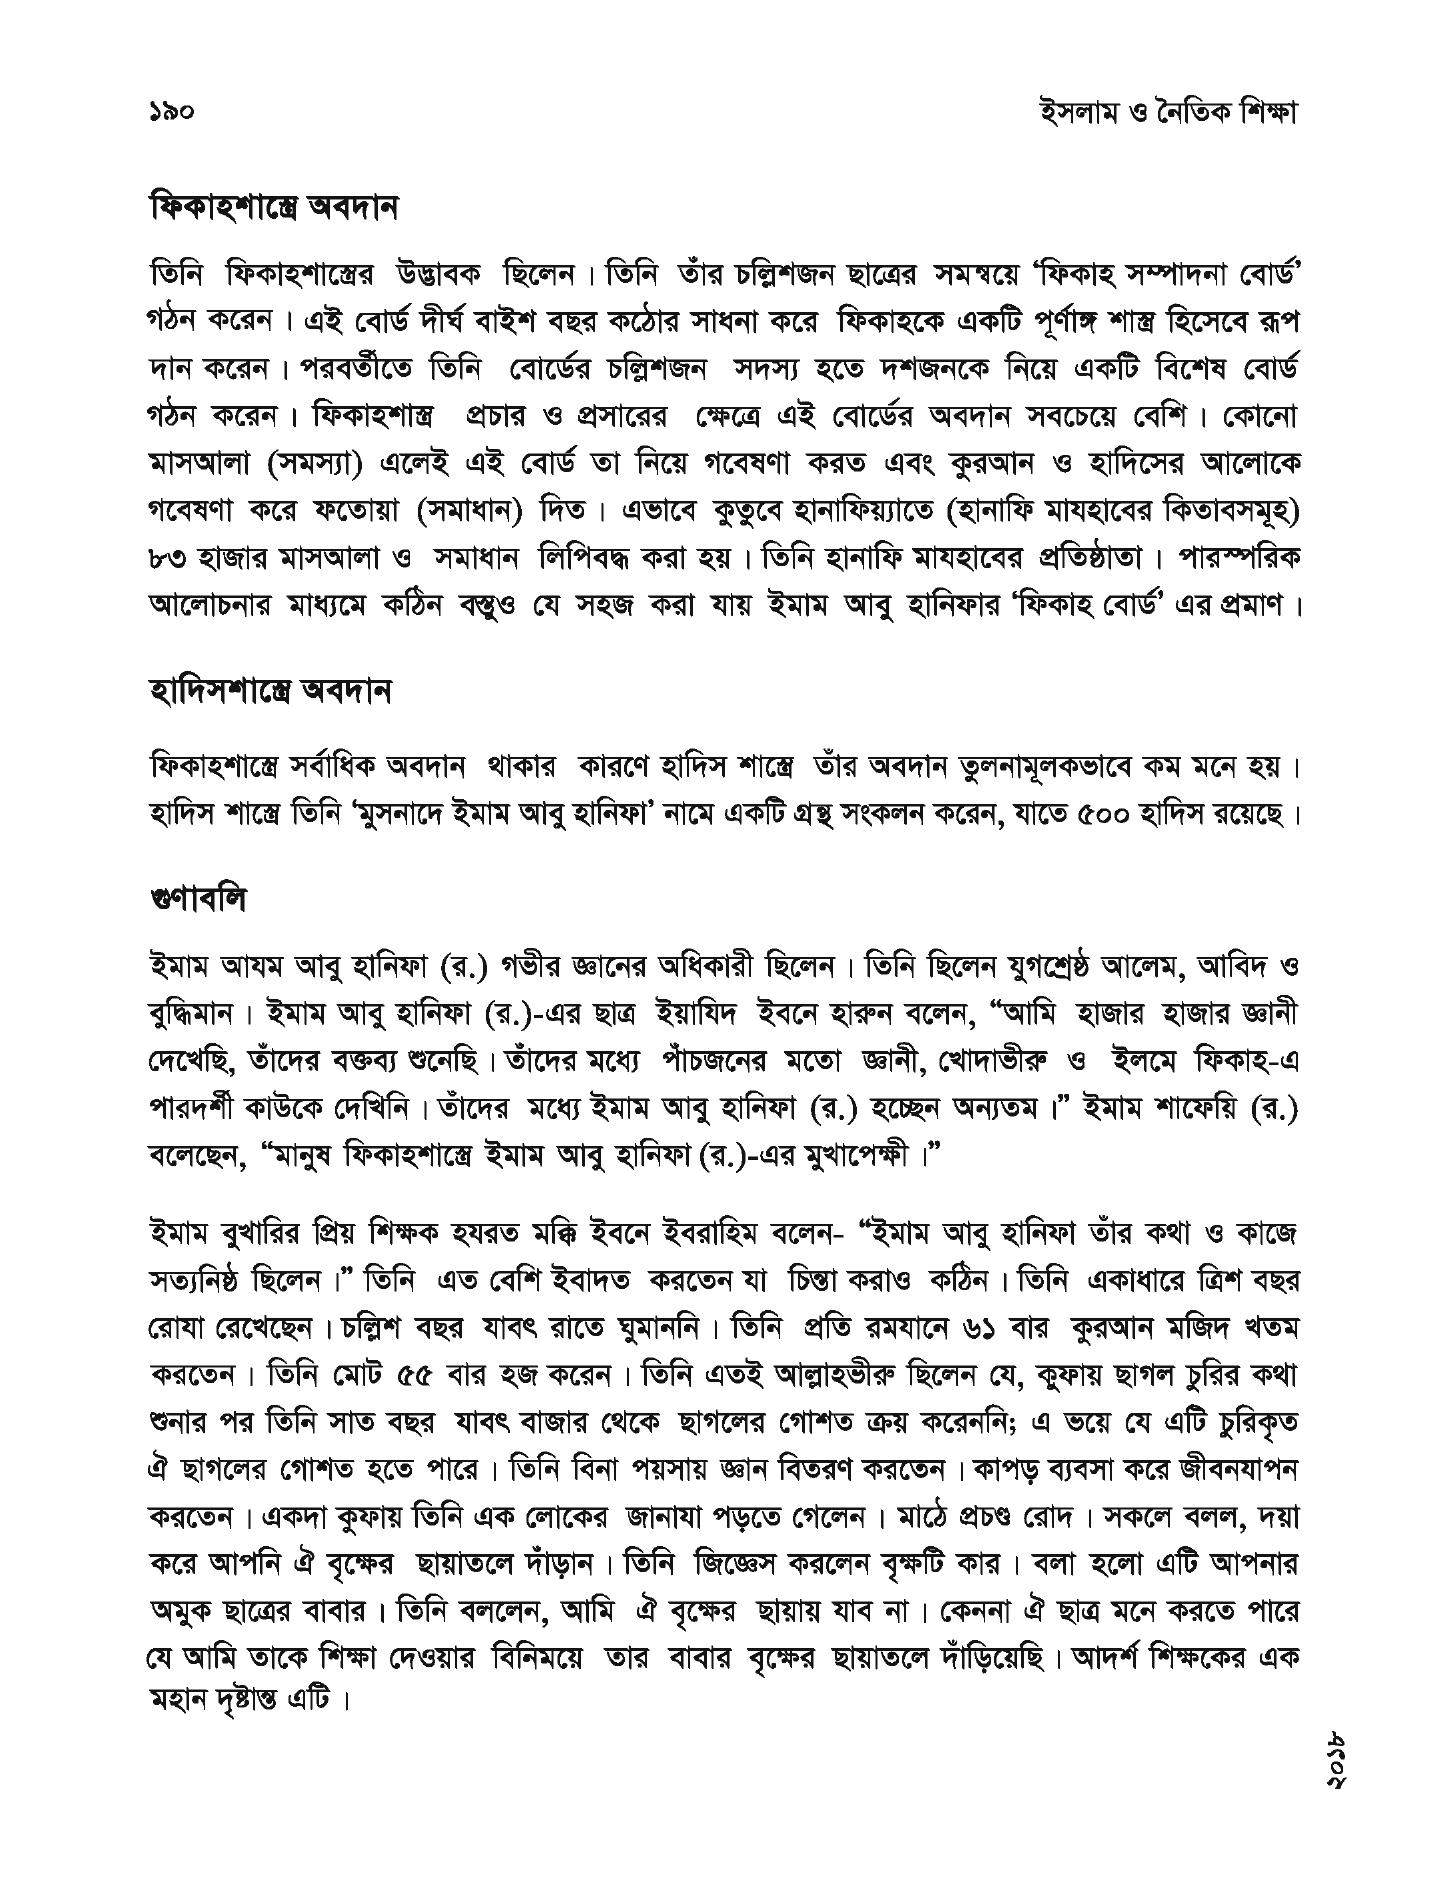 ১৯০
ইসলাম ও নৈতিক শিক্ষা
ফিকাহশাস্ত্রে অবদান
তিনি ফিকাহশাস্ত্রের উদ্ভাবক ছিলেন। তিনি তাঁর চল্লিশজন ছাত্রের সমন্বয়ে ‘ফিকাহ সম্পাদনা বোর্ড’
গঠন করেন। এই বোর্ড দীর্ঘ বাইশ বছর কঠোর সাধনা করে ফিকাহকে একটি পূর্ণাঙ্গ শাস্ত্র হিসেবে রূপ
দান করেন। পরবর্তীতে তিনি বোর্ডের চল্লিশজন সদস্য হতে দশজনকে নিয়ে একটি বিশেষ বোর্ড
গঠন করেন। ফিকাহশাস্ত্র প্রচার ও প্রসারের ক্ষেত্রে এই বোর্ডের অবদান সবচেয়ে বেশি। কোনো
মাসআলা (সমস্যা) এলেই এই বোর্ড তা নিয়ে গবেষণা করত এবং কুরআন ও হাদিসের আলোকে
গবেষণা করে ফতোয়া (সমাধান) দিত। এভাবে কুতুবে হানাফিয়্যাতে (হানাফি মাযহাবের কিতাবসমূহ)
৮৩ হাজার মাসআলা ও সমাধান লিপিবদ্ধ করা হয়। তিনি হানাফি মাযহাবের প্রতিষ্ঠাতা। পারস্পরিক
আলোচনার মাধ্যমে কঠিন বস্তুও যে সহজ করা যায় ইমাম আবু হানিফার ‘ফিকাহ বোর্ড’ এর প্রমাণ।
হাদিসশাস্ত্রে অবদান
ফিকাহশাস্ত্রে সর্বাধিক অবদান থাকার কারণে হাদিস শাস্ত্রে তাঁর অবদান তুলনামূলকভাবে কম মনে হয়।
হাদিস শাস্ত্রে তিনি ‘মুসনাদে ইমাম আবু হানিফা’ নামে একটি গ্রন্থ সংকলন করেন, যাতে ৫০০ হাদিস রয়েছে।
গুণাবলি
ইমাম আযম আবু হানিফা (র.) গভীর জ্ঞানের অধিকারী ছিলেন। তিনি ছিলেন যুগশ্রেষ্ঠ আলেম, আবিদ ও
বুদ্ধিমান। ইমাম আবু হানিফা (র.)-এর ছাত্র ইয়াযিদ ইবনে হারুন বলেন, “আমি হাজার হাজার জ্ঞানী
দেখেছি, তাঁদের বক্তব্য শুনেছি। তাঁদের মধ্যে পাঁচজনের মতো জ্ঞানী, খোদাভীরু ও ইলমে ফিকাহ-এ
পারদর্শী কাউকে দেখিনি। তাঁদের মধ্যে ইমাম আবু হানিফা (র.) হচ্ছেন অন্যতম।” ইমাম শাফেয়ি (র.)
বলেছেন, “মানুষ ফিকাহশাস্ত্রে ইমাম আবু হানিফা (র.)-এর মুখাপেক্ষী।”
ইমাম বুখারির প্রিয় শিক্ষক হযরত মক্কি ইবনে ইবরাহিম বলেন- “ইমাম আবু হানিফা তাঁর কথা ও কাজে
সত্যনিষ্ঠ ছিলেন।” তিনি এত বেশি ইবাদত করতেন যা চিন্তা করাও কঠিন। তিনি একাধারে ত্রিশ বছর
রোযা রেখেছেন। চল্লিশ বছর যাবৎ রাতে ঘুমাননি। তিনি প্রতি রমযানে ৬১ বার কুরআন মজিদ খতম
করতেন। তিনি মোট ৫৫ বার হজ করেন। তিনি এতই আল্লাহভীরু ছিলেন যে, কুফায় ছাগল চুরির কথা
শুনার পর তিনি সাত বছর যাবৎ বাজার থেকে ছাগলের গোশত ক্রয় করেননি; এ ভয়ে যে এটি চুরিকৃত
ঐ ছাগলের গোশত হতে পারে। তিনি বিনা পয়সায় জ্ঞান বিতরণ করতেন। কাপড় ব্যবসা করে জীবনযাপন
করতেন। একদা কুফায় তিনি এক লোকের জানাযা পড়তে গেলেন। মাঠে প্রচণ্ড রোদ। সকলে বলল, দয়া
করে আপনি ঐ বৃক্ষের ছায়াতলে দাঁড়ান। তিনি জিজ্ঞেস করলেন বৃক্ষটি কার। বলা হলো এটি আপনার
অমুক ছাত্রের বাবার। তিনি বললেন, আমি ঐ বৃক্ষের ছায়ায় যাব না। কেননা ঐ ছাত্র মনে করতে পারে
যে আমি তাকে শিক্ষা দেওয়ার বিনিময়ে তার বাবার বৃক্ষের ছায়াতলে দাঁড়িয়েছি। আদর্শ শিক্ষকের এক
মহান দৃষ্টান্ত এটি।
২০১৮